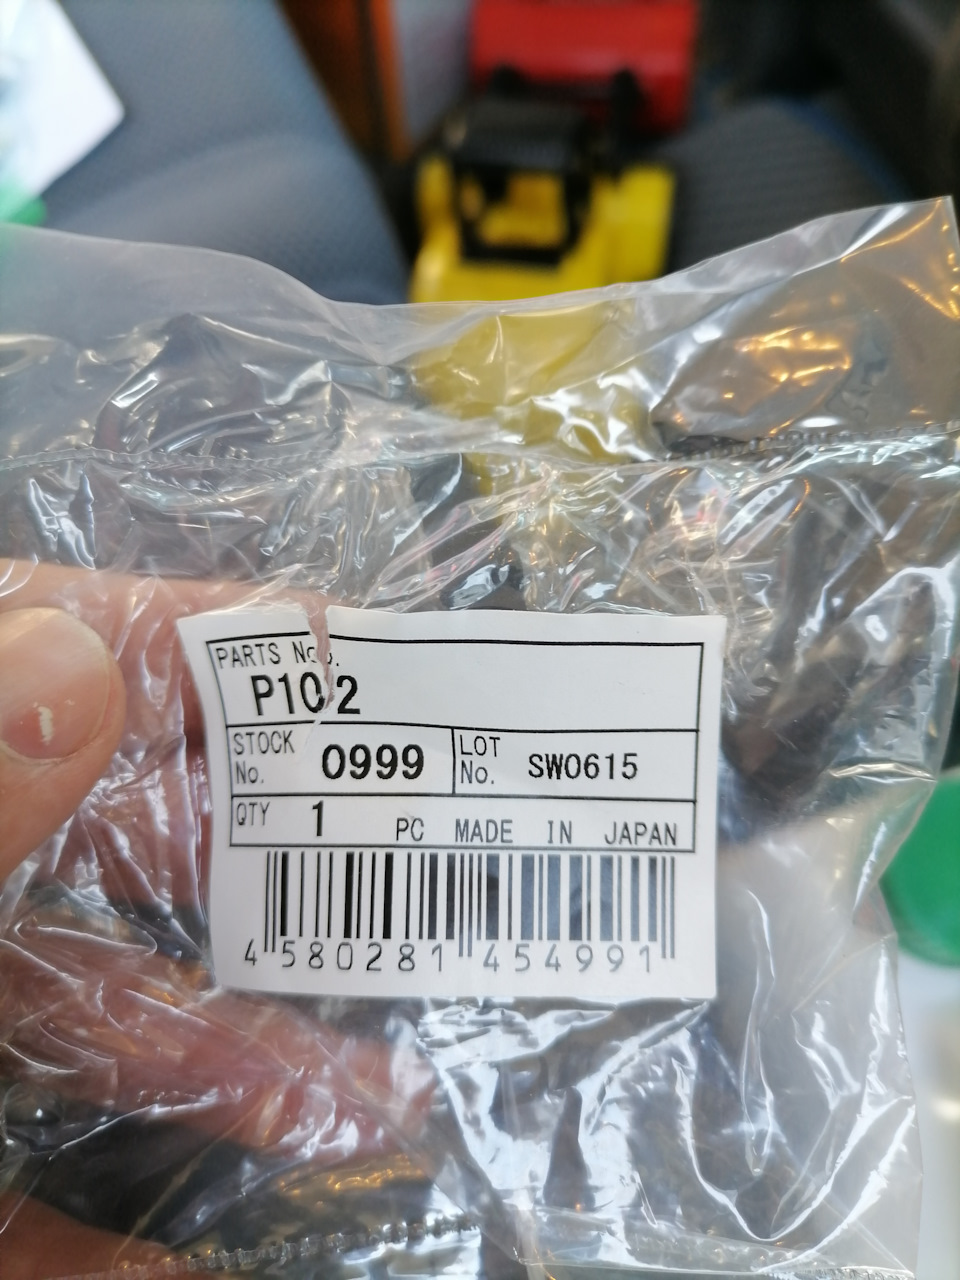 PARTS No.
P102
STOCK No. 0999
LOT No. SW0615
QTY 1 PC MADE IN JAPAN
4 580281 454991